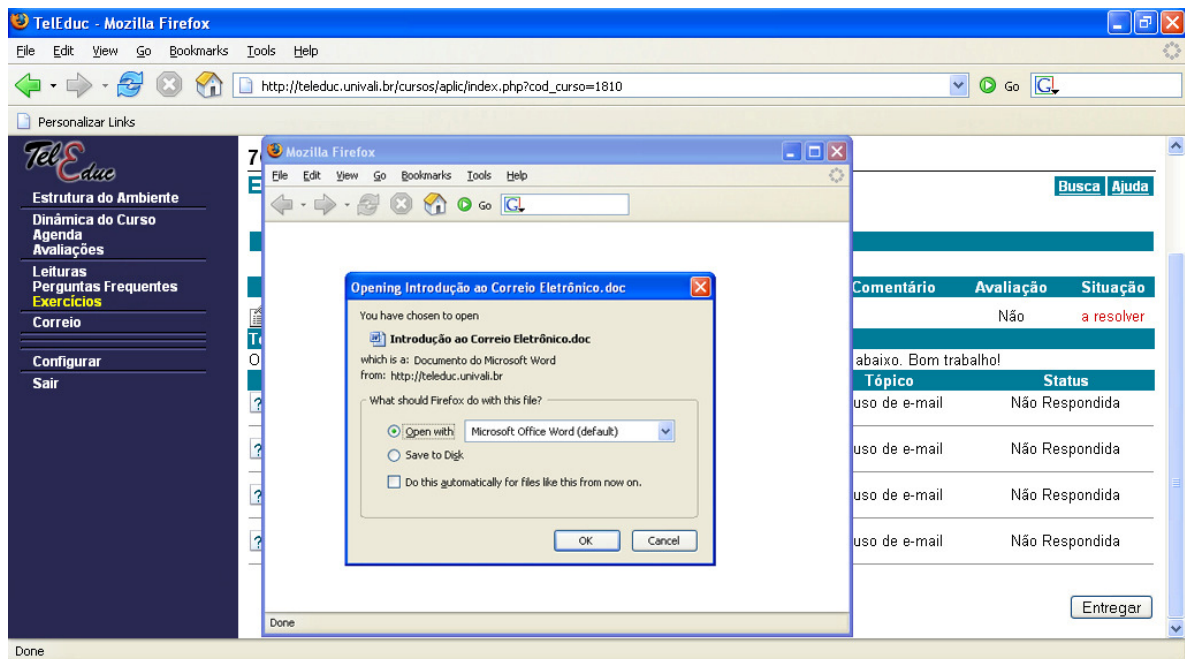 TelEduc - Mozilla Firefox
File Edit View Go Bookmarks Tools Help
http://teleduc.univali.br/cursos/aplic/index.php?cod_curso=1810
Go
G
Personalizar Links
TelEduc
Estrutura do Ambiente
Dinâmica do Curso
Agenda
Avaliações
Leituras
Perguntas Frequentes
Exercícios
Correio
Configurar
Sair
7
E
Busca Ajuda
Comentário Avaliação Situação
Não a resolver
Te
O
abaixo. Bom trabalho!
Tópico Status
? uso de e-mail Não Respondida
? uso de e-mail Não Respondida
? uso de e-mail Não Respondida
? uso de e-mail Não Respondida
Entregar
Mozilla Firefox
File Edit View Go Bookmarks Tools Help
Go G
Opening Introdução ao Correio Eletrônico.doc
You have chosen to open
Introdução ao Correio Eletrônico.doc
which is a: Documento do Microsoft Word
from: http://teleduc.univali.br
What should Firefox do with this file?
Open with Microsoft Office Word (default)
Save to Disk
Do this automatically for files like this from now on.
OK Cancel
Done
Done